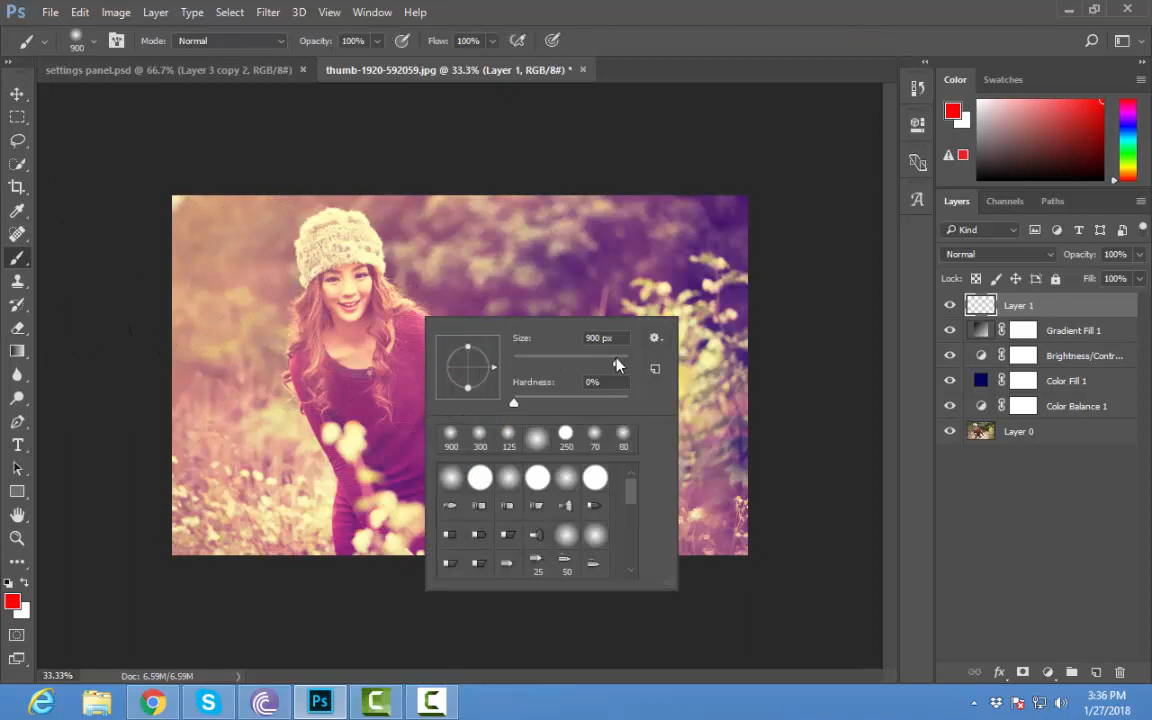 Ps File Edit Image Layer Type Select Filter 3D View Window Help
900 Mode: Normal Opacity: 100% Flow: 100%
settings panel.psd @ 66.7% (Layer 3 copy 2, RGB/8#) × thumb-1920-592059.jpg @ 33.3% (Layer 1, RGB/8#) * ×
Color Swatches
Layers Channels Paths
Kind
Normal Opacity: 100%
Lock: Fill: 100%
Layer 1
Gradient Fill 1
Brightness/Contr...
Color Fill 1
Color Balance 1
Layer 0
Size: 900 px
Hardness: 0%
900 300 125 250 70 80
25 50
33.33% Doc: 6.59M/6.59M
Ps
3:36 PM
1/27/2018